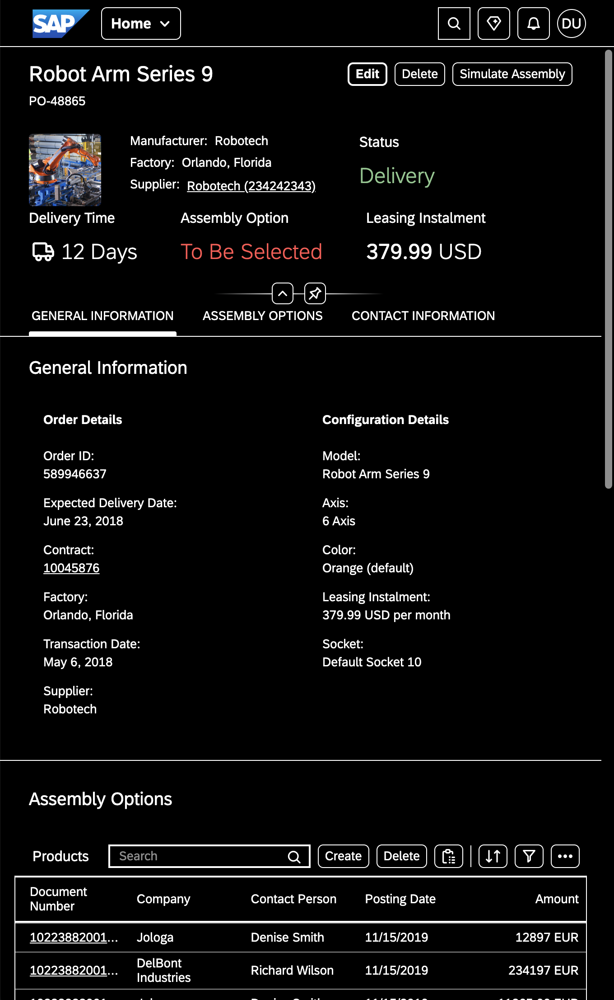 SAP
Home
DU
Robot Arm Series 9
Edit
Delete
Simulate Assembly
PO-48865
Manufacturer: Robotech
Factory: Orlando, Florida
Supplier: Robotech (234242343)
Status
Delivery
Delivery Time
12 Days
Assembly Option
To Be Selected
Leasing Instalment
379.99 USD
GENERAL INFORMATION
ASSEMBLY OPTIONS
CONTACT INFORMATION
General Information
Order Details
Order ID:
589946637
Expected Delivery Date:
June 23, 2018
Contract:
10045876
Factory:
Orlando, Florida
Transaction Date:
May 6, 2018
Supplier:
Robotech
Configuration Details
Model:
Robot Arm Series 9
Axis:
6 Axis
Color:
Orange (default)
Leasing Instalment:
379.99 USD per month
Socket:
Default Socket 10
Assembly Options
Products
Search
Create
Delete
Document
Number
Company
Contact Person
Posting Date
Amount
10223882001...
Jologa
Denise Smith
11/15/2019
12897 EUR
10223882001...
DelBont
Industries
Richard Wilson
11/15/2019
234197 EUR